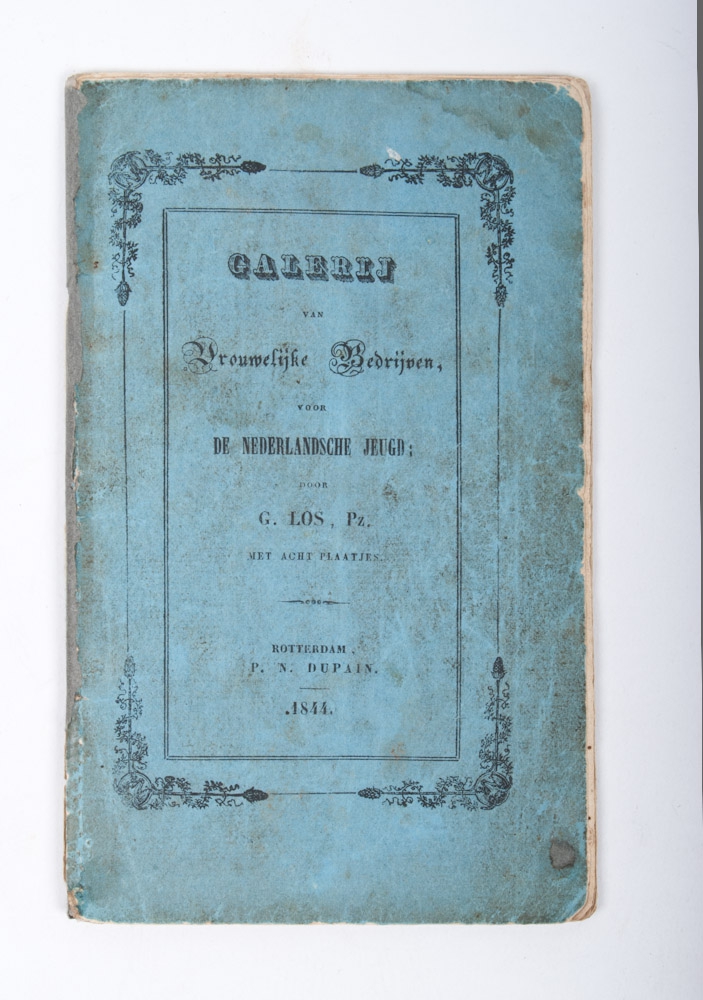 GALERIJ
VAN
Vrouwelijke Bedrijven,
VOOR
DE NEDERLANDSCHE JEUGD;
DOOR
G. LOS, Pz.
MET ACHT PLAATJES.
ROTTERDAM,
P. N. DUPAIN.
1844.